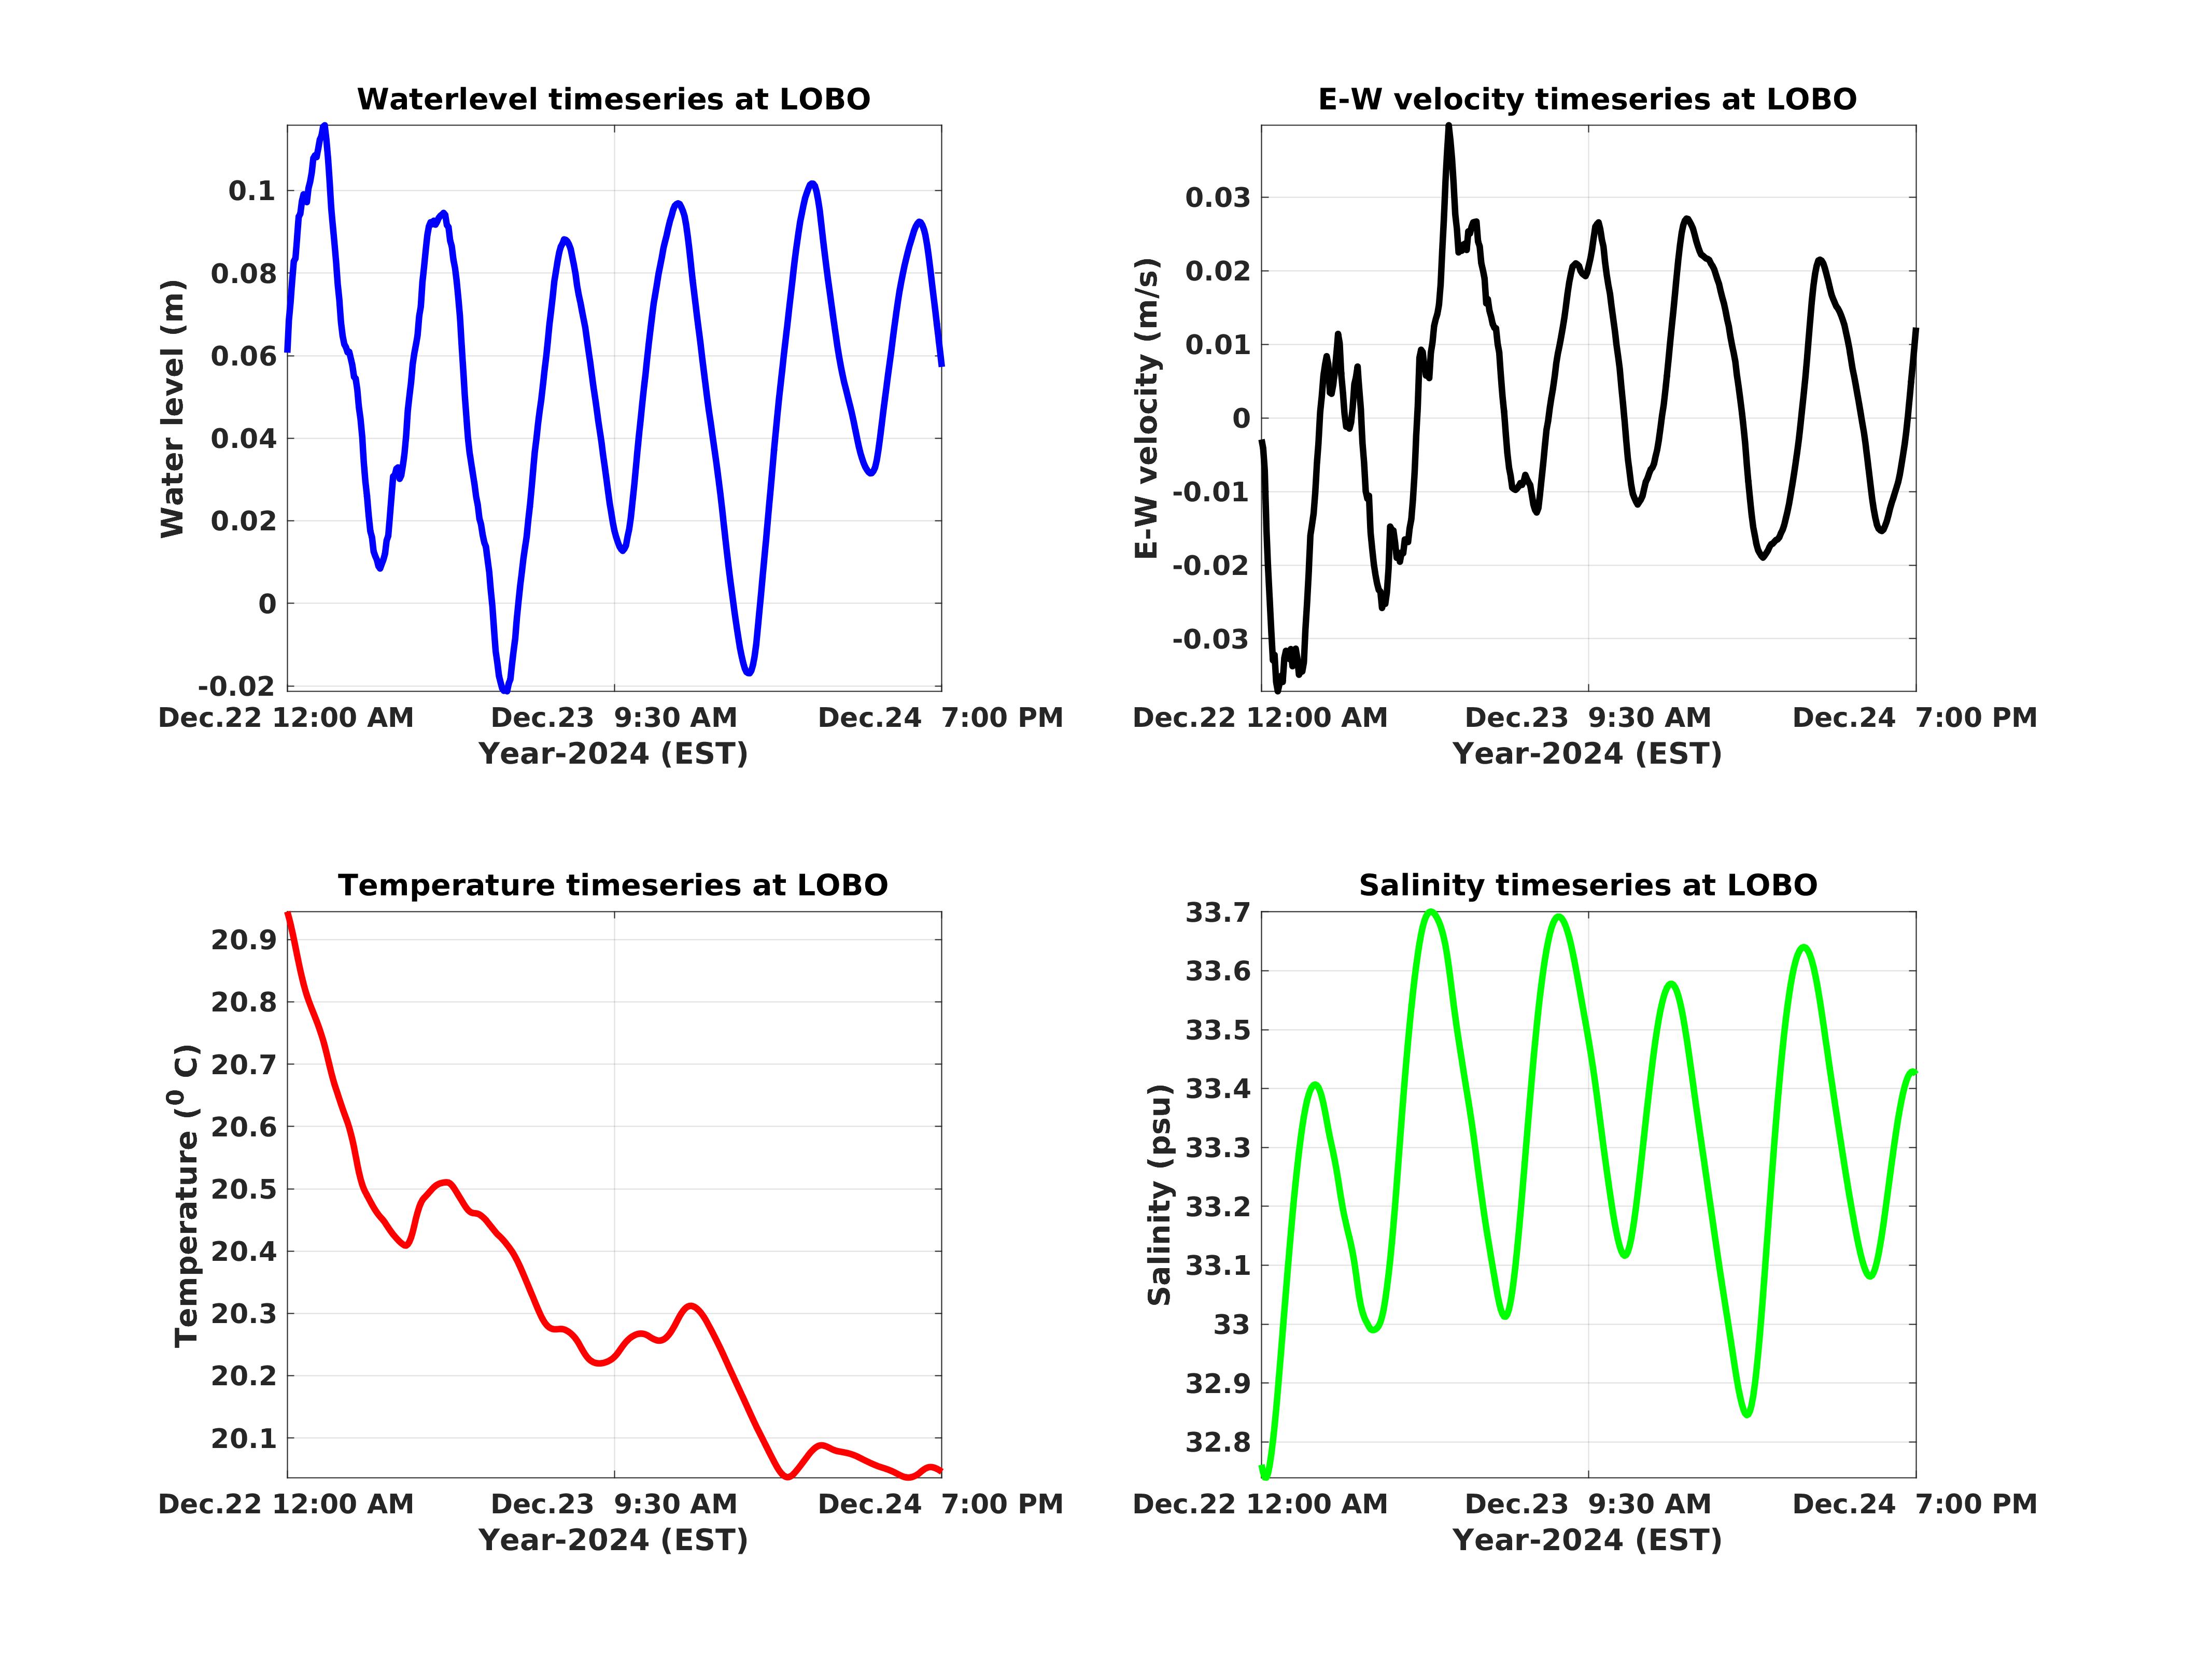 Waterlevel timeseries at LOBO
0.1
0.08
0.06
0.04
0.02
0
-0.02
Water level (m)
Dec.22 12:00 AM
Dec.23  9:30 AM
Dec.24  7:00 PM
Year-2024 (EST)
E-W velocity timeseries at LOBO
0.03
0.02
0.01
0
-0.01
-0.02
-0.03
E-W velocity (m/s)
Dec.22 12:00 AM
Dec.23  9:30 AM
Dec.24  7:00 PM
Year-2024 (EST)
Temperature timeseries at LOBO
20.9
20.8
20.7
20.6
20.5
20.4
20.3
20.2
20.1
Temperature (⁰ C)
Dec.22 12:00 AM
Dec.23  9:30 AM
Dec.24  7:00 PM
Year-2024 (EST)
Salinity timeseries at LOBO
33.7
33.6
33.5
33.4
33.3
33.2
33.1
33
32.9
32.8
Salinity (psu)
Dec.22 12:00 AM
Dec.23  9:30 AM
Dec.24  7:00 PM
Year-2024 (EST)